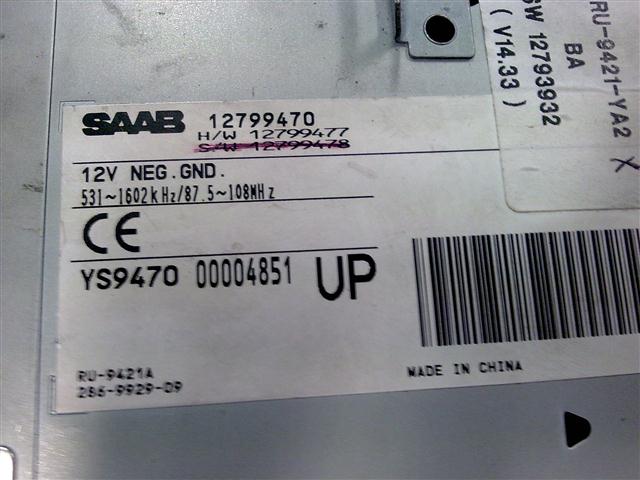 SAAB 12799470
H/W 12799477
S/W 12799478
12V NEG.GND.
531~1602kHz/87.5~108MHz
CE
YS9470 00004851 UP
RU-9421A
286-9929-09
MADE IN CHINA
RU-9421-YA2 X
BA
SW 12793932
( V14.33 )